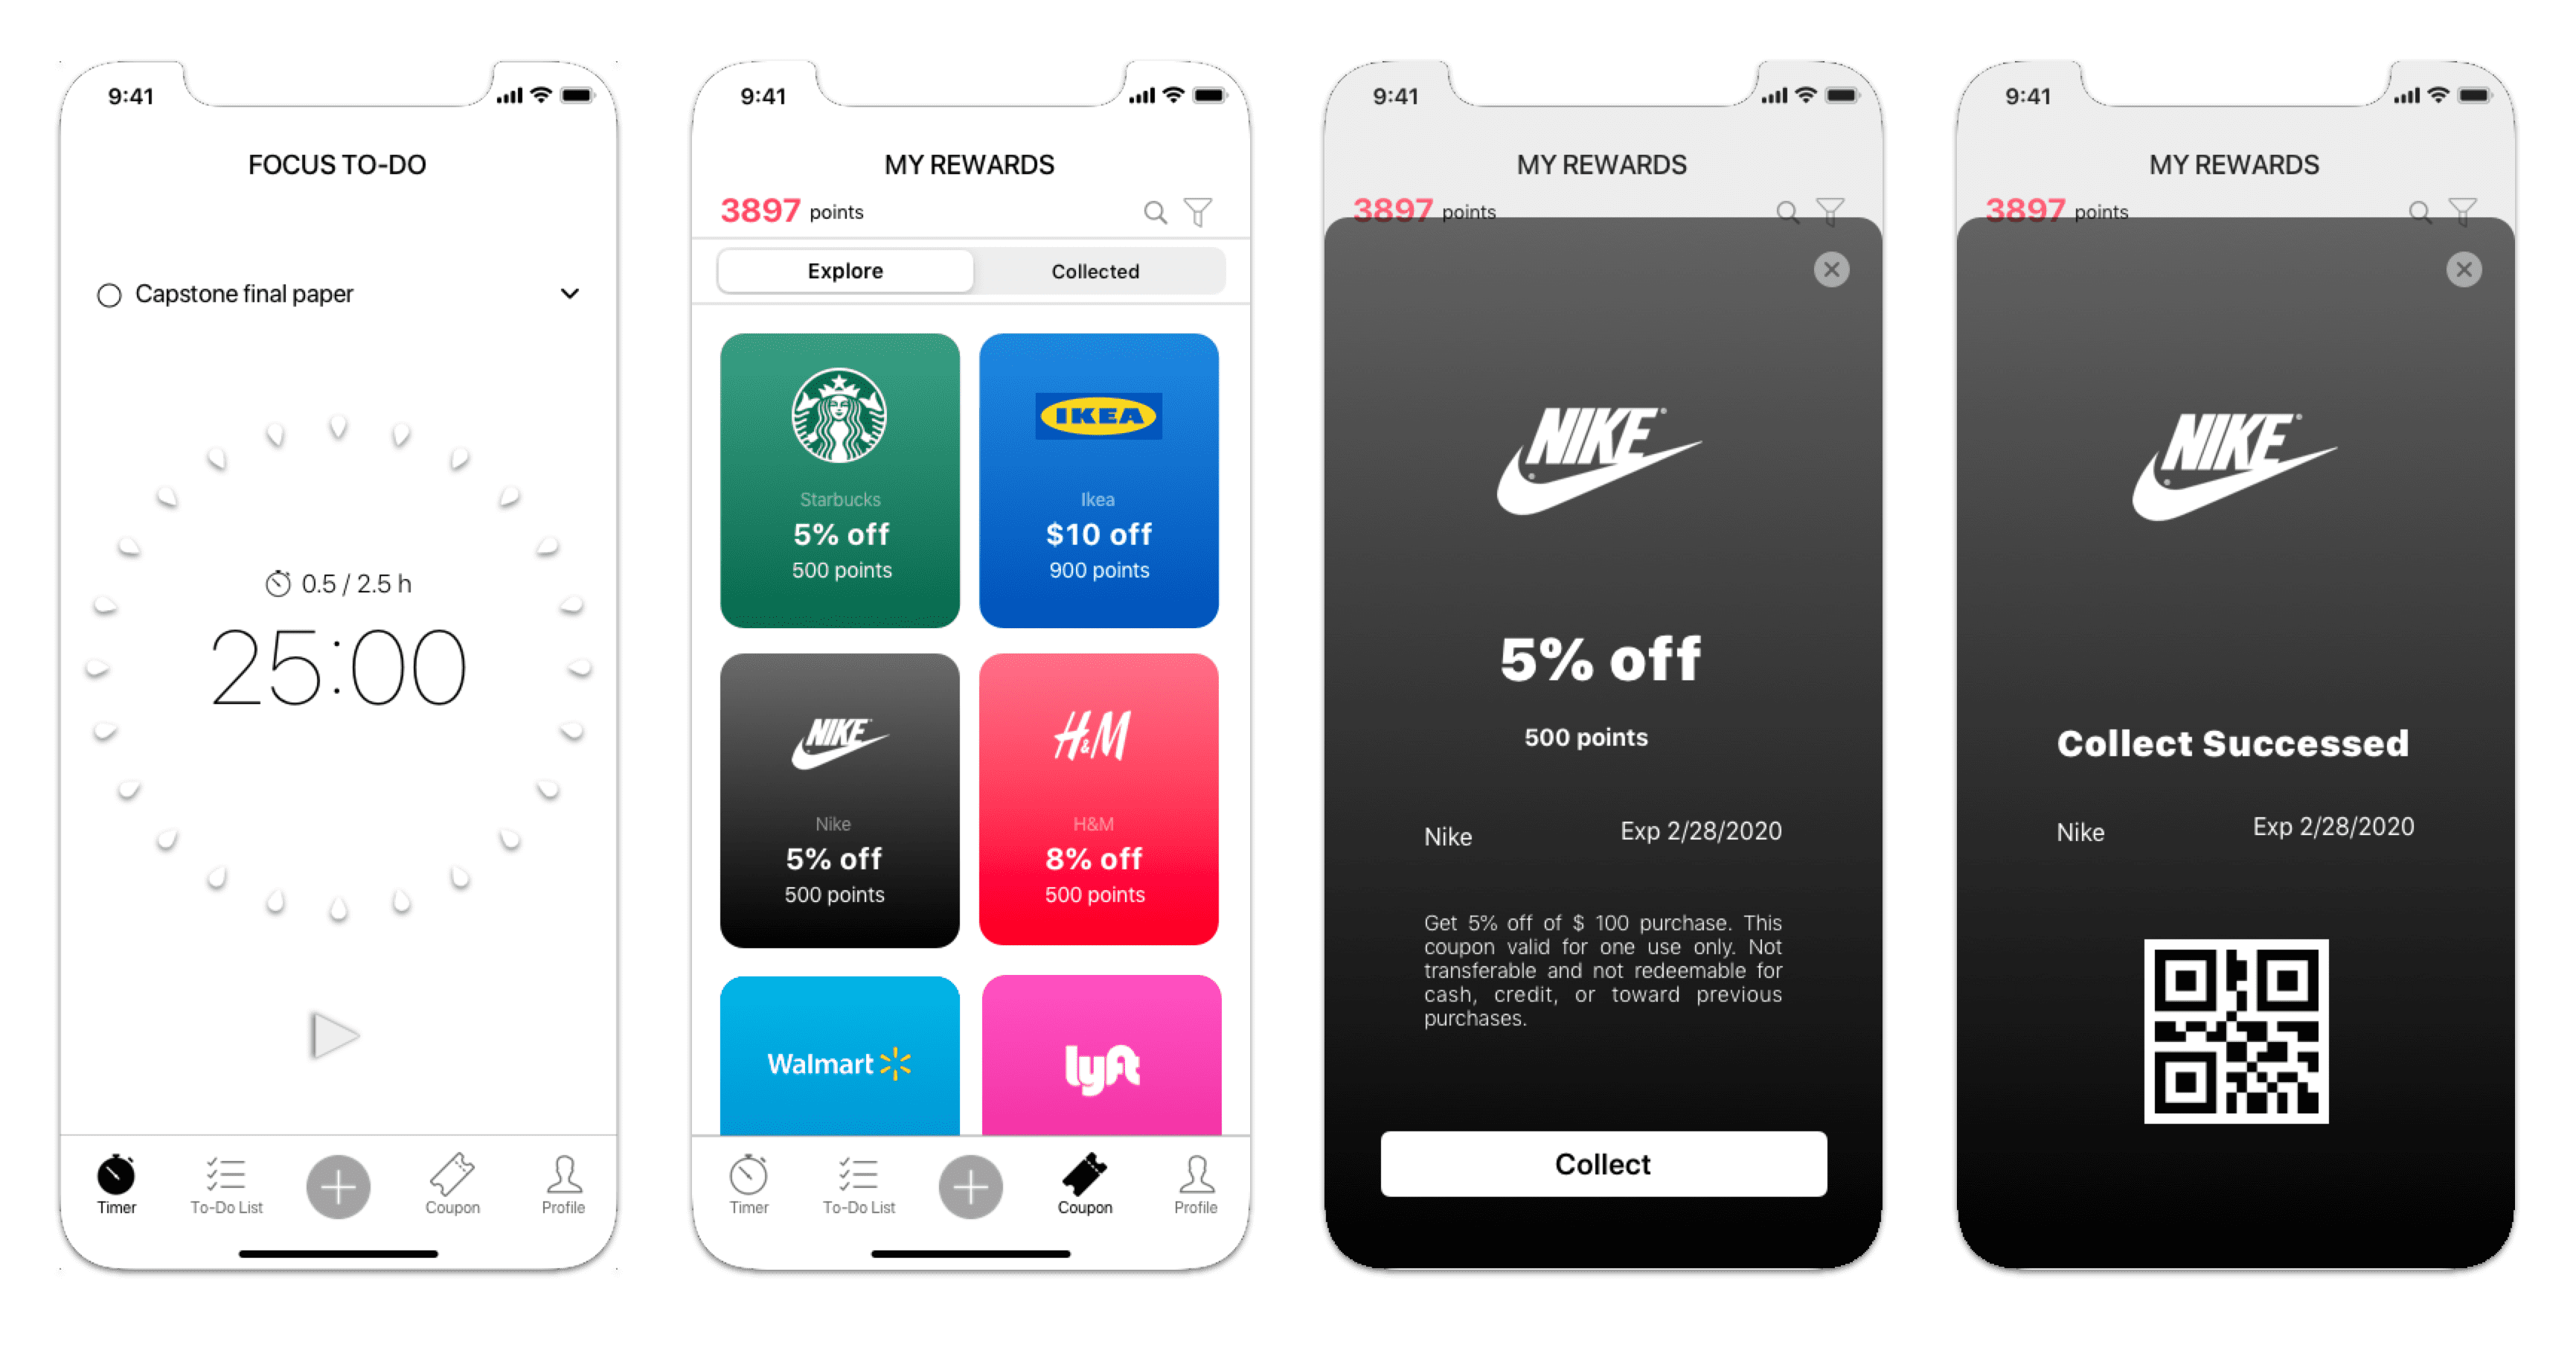 9:41
FOCUS TO-DO
Capstone final paper
0.5 / 2.5 h
25:00
Timer
To-Do List
Coupon
Profile
9:41
MY REWARDS
3897 points
Explore
Collected
IKEA
Starbucks
5% off
500 points
Ikea
$10 off
900 points
NIKE
H&M
Nike
5% off
500 points
H&M
8% off
500 points
Walmart
lyft
Timer
To-Do List
Coupon
Profile
9:41
MY REWARDS
3897 points
NIKE
5% off
500 points
Nike
Exp 2/28/2020
Get 5% off of $ 100 purchase. This
coupon valid for one use only. Not
transferable and not redeemable for
cash, credit, or toward previous
purchases.
Collect
9:41
MY REWARDS
3897 points
NIKE
Collect Successed
Nike
Exp 2/28/2020